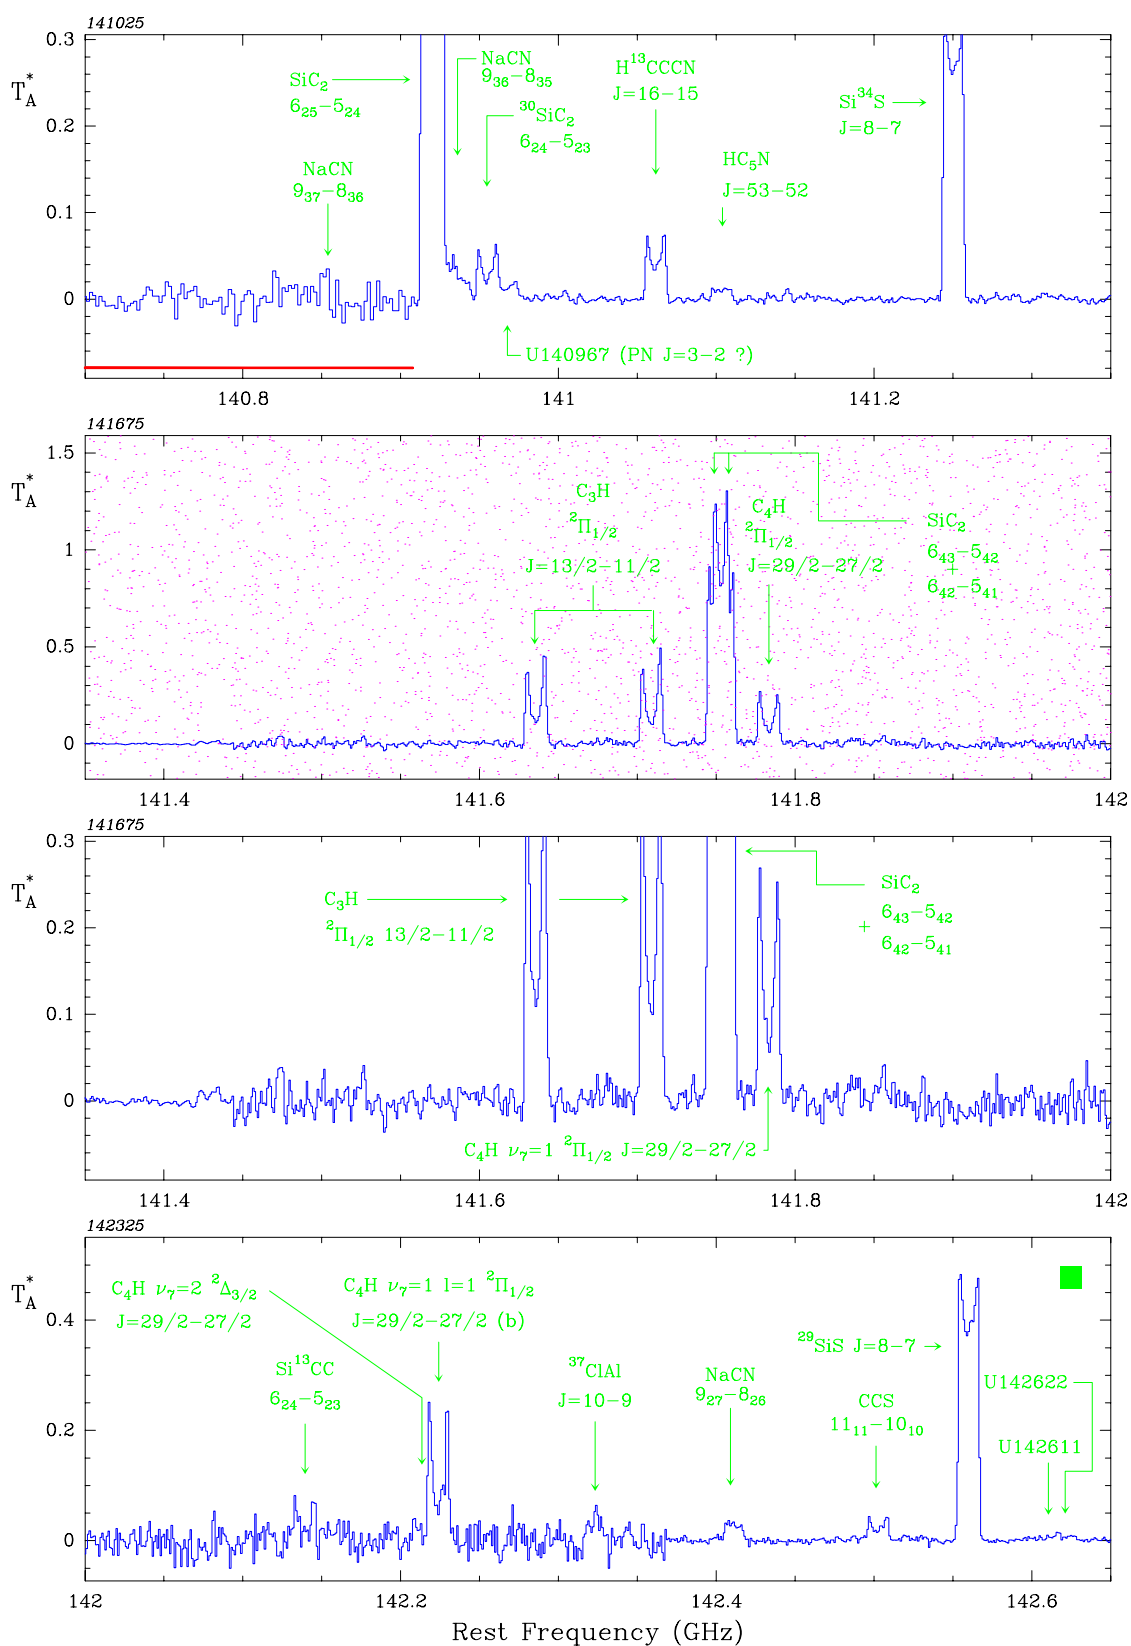 141025
0.3
T_A^*
0.2
0.1
0
SiC₂
6₂₅−5₂₄
NaCN
9₃₇−8₃₆
NaCN
9₃₆−8₃₅
³⁰SiC₂
6₂₄−5₂₃
H¹³CCCN
J=16−15
HC₅N
J=53−52
Si³⁴S
J=8−7
U140967 (PN J=3−2 ?)
140.8 141 141.2
141675
1.5
T_A^*
1
0.5
0
C₃H
²Π₁/₂
J=13/2−11/2
C₄H
²Π₁/₂
J=29/2−27/2
SiC₂
6₄₃−5₄₂
+
6₄₂−5₄₁
141.4 141.6 141.8 142
141675
0.3
T_A^*
0.2
0.1
0
C₃H
²Π₁/₂ 13/2−11/2
SiC₂
6₄₃−5₄₂
+
6₄₂−5₄₁
C₄H ν₇=1 ²Π₁/₂ J=29/2−27/2
141.4 141.6 141.8 142
142325
T_A^*
0.4
0.2
0
C₄H ν₇=2 ²Δ₃/₂
J=29/2−27/2
C₄H ν₇=1 l=1 ²Π₁/₂
J=29/2−27/2 (b)
Si¹³CC
6₂₄−5₂₃
³⁷ClAl
J=10−9
NaCN
9₂₇−8₂₆
CCS
11₁₁−10₁₀
²⁹SiS J=8−7
U142622
U142611
142 142.2 142.4 142.6
Rest Frequency (GHz)